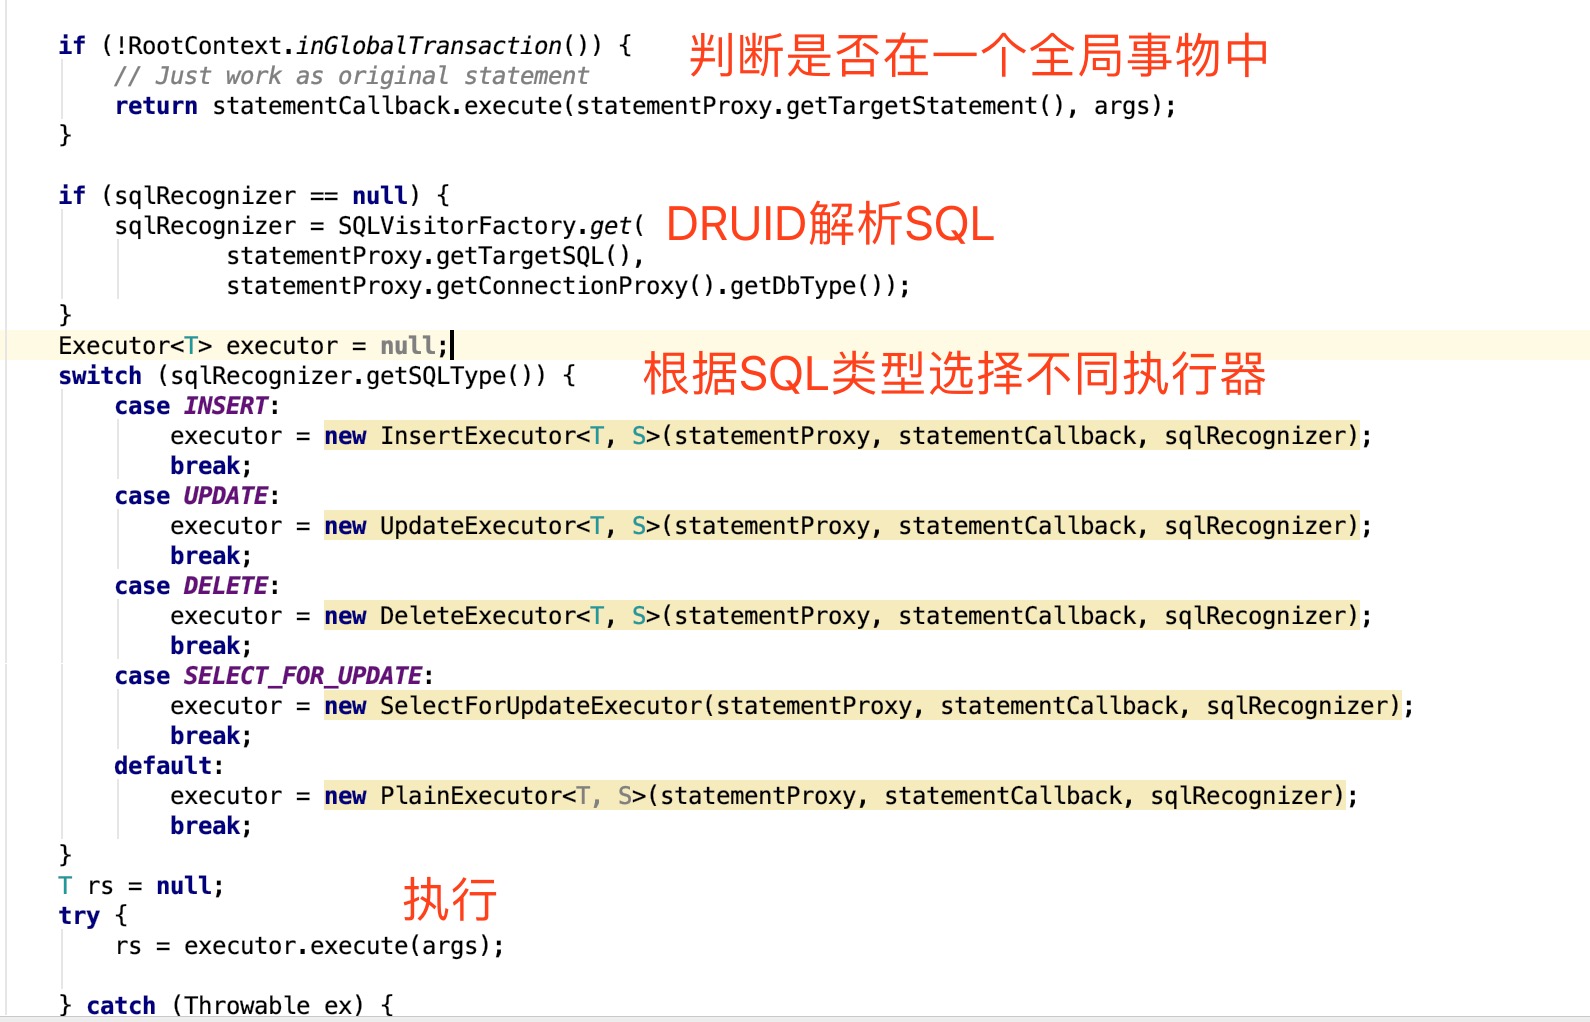 if (!RootContext.inGlobalTransaction()) { 判断是否在一个全局事物中
// Just work as original statement
return statementCallback.execute(statementProxy.getTargetStatement(), args);
}
if (sqlRecognizer == null) {
sqlRecognizer = SQLVisitorFactory.get( DRUID解析SQL
statementProxy.getTargetSQL(),
statementProxy.getConnectionProxy().getDbType());
}
Executor<T> executor = null;
switch (sqlRecognizer.getSQLType()) { 根据SQL类型选择不同执行器
case INSERT:
executor = new InsertExecutor<T, S>(statementProxy, statementCallback, sqlRecognizer);
break;
case UPDATE:
executor = new UpdateExecutor<T, S>(statementProxy, statementCallback, sqlRecognizer);
break;
case DELETE:
executor = new DeleteExecutor<T, S>(statementProxy, statementCallback, sqlRecognizer);
break;
case SELECT_FOR_UPDATE:
executor = new SelectForUpdateExecutor(statementProxy, statementCallback, sqlRecognizer);
break;
default:
executor = new PlainExecutor<T, S>(statementProxy, statementCallback, sqlRecognizer);
break;
}
T rs = null;
执行
try {
rs = executor.execute(args);
} catch (Throwable ex) {